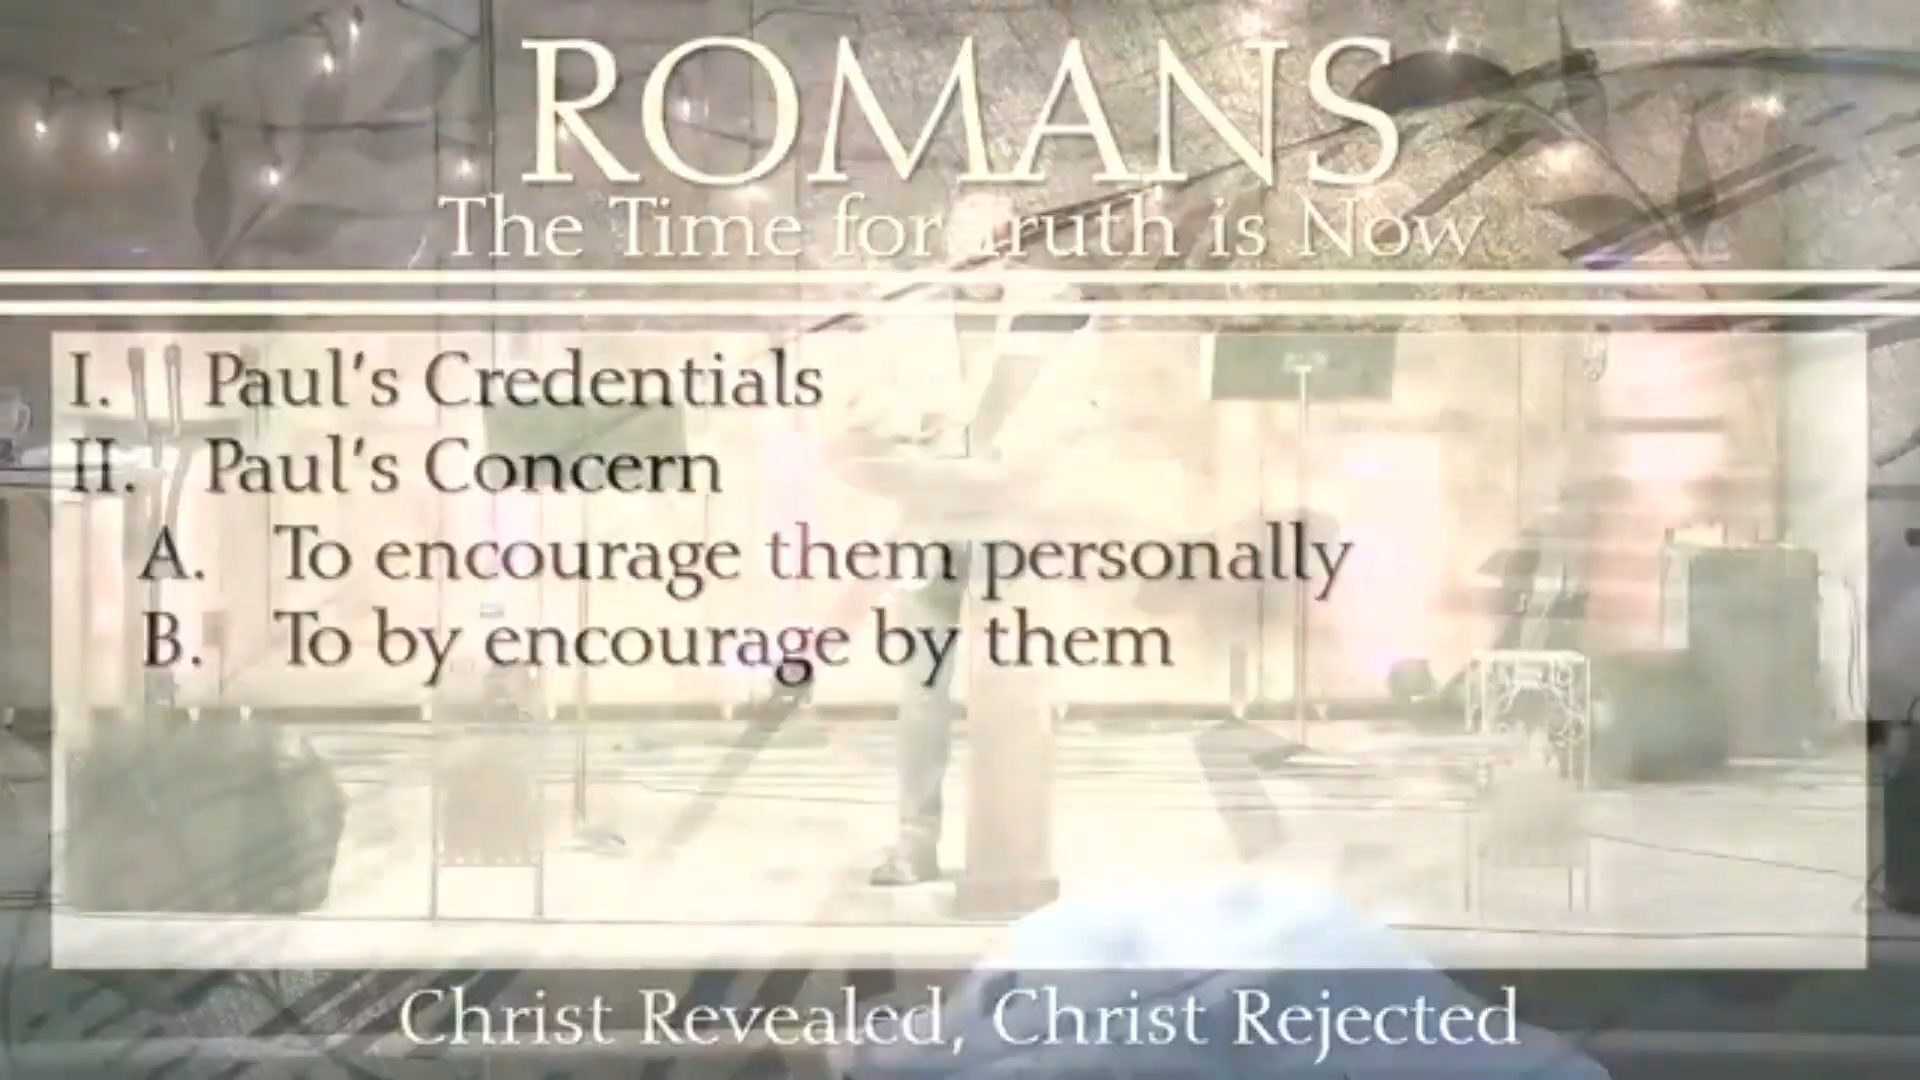 ROMANS
The Time for Truth is Now
I. Paul's Credentials
II. Paul's Concern
A. To encourage them personally
B. To by encourage by them
Christ Revealed, Christ Rejected